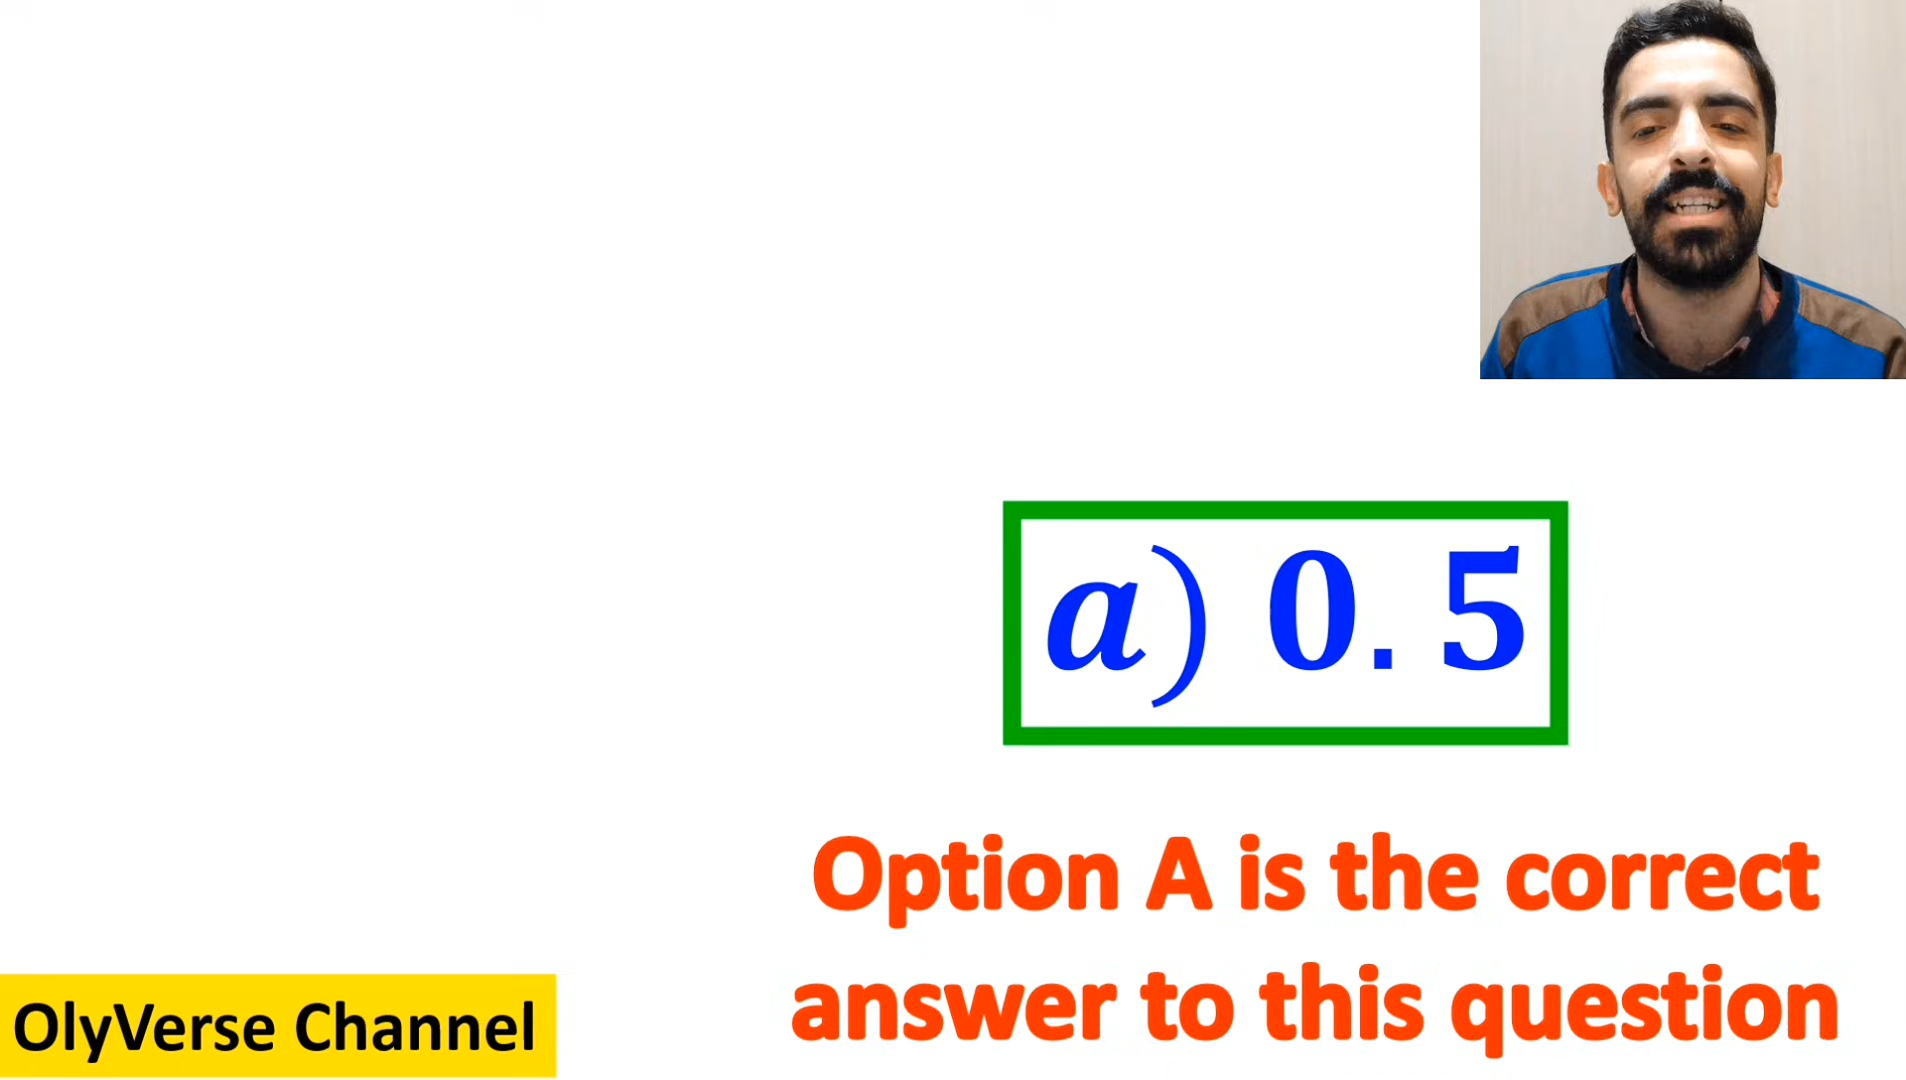 a) 0.5
Option A is the correct
answer to this question
OlyVerse Channel